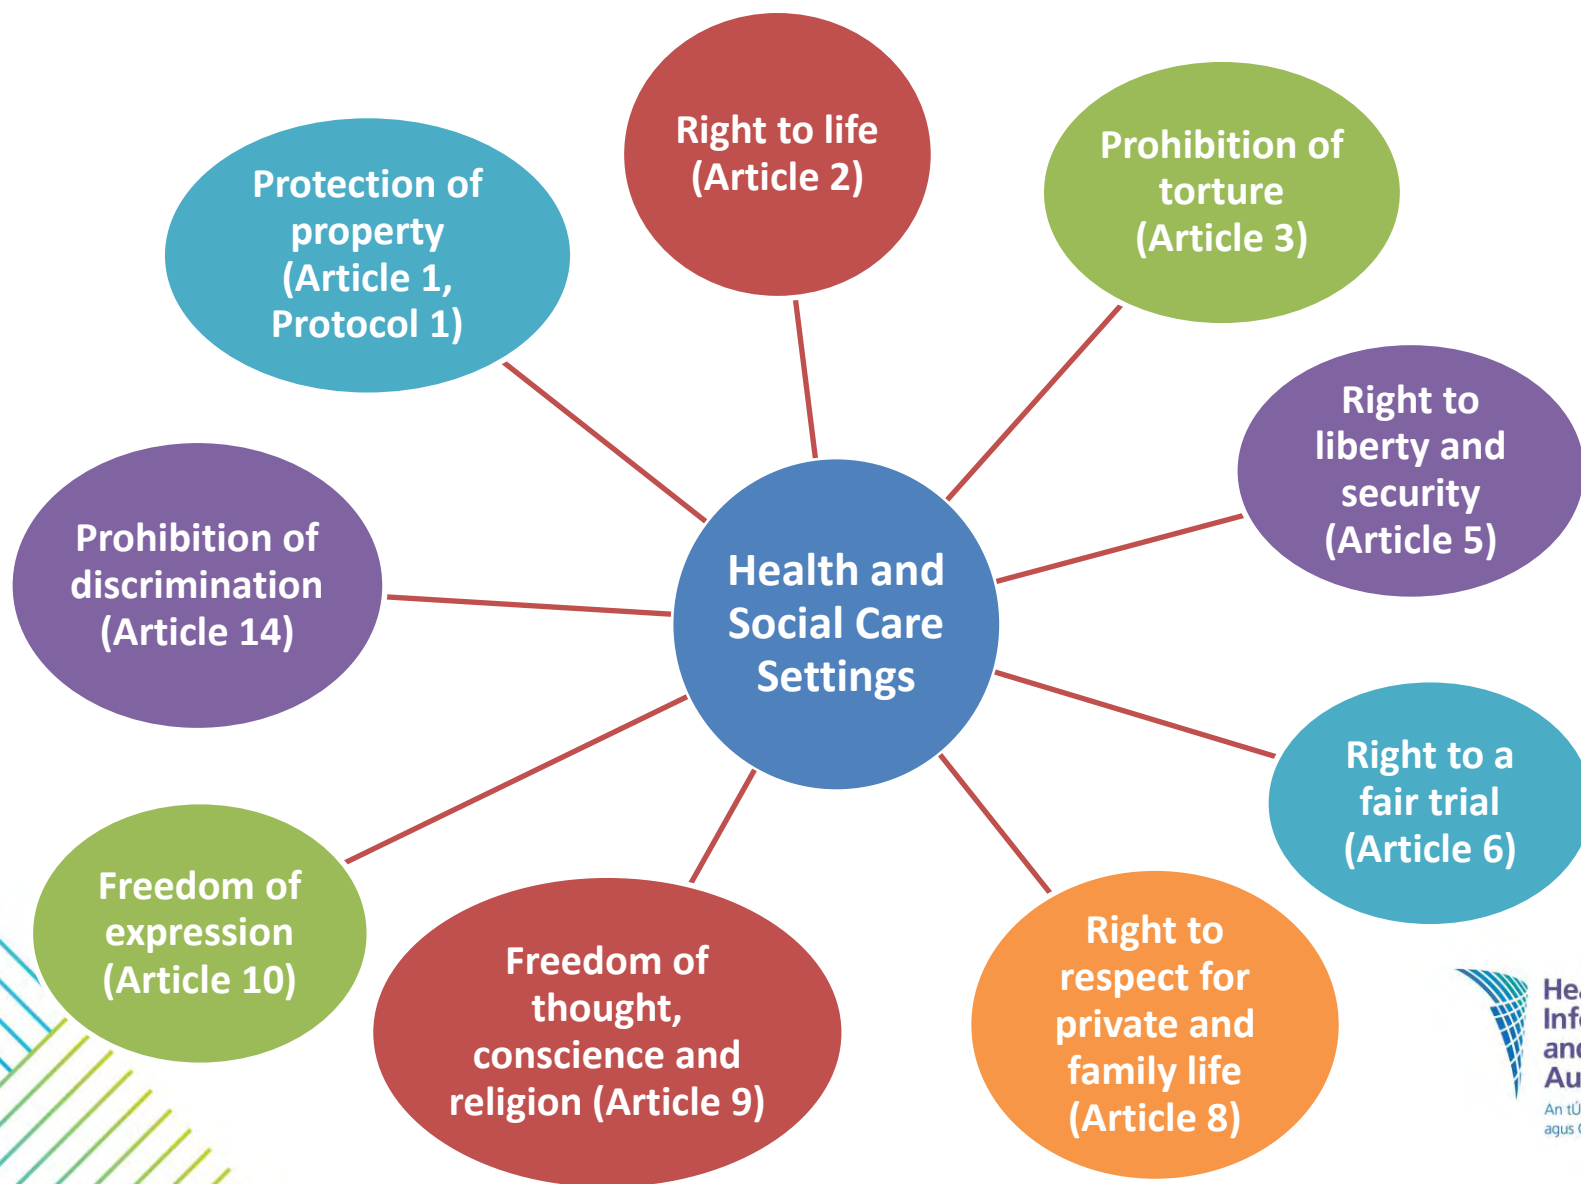 Right to life
(Article 2)
Prohibition of
torture
(Article 3)
Protection of
property
(Article 1,
Protocol 1)
Right to
liberty and
security
(Article 5)
Prohibition of
discrimination
(Article 14)
Health and
Social Care
Settings
Right to a
fair trial
(Article 6)
Freedom of
expression
(Article 10)
Freedom of
thought,
conscience and
religion (Article 9)
Right to
respect for
private and
family life
(Article 8)
and
An
agus